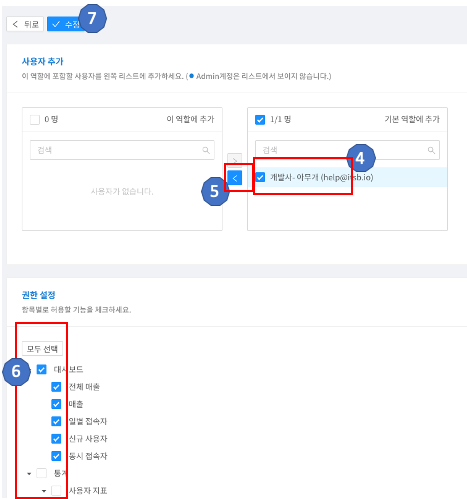 뒤로
수정
7
사용자 추가
이 역할에 포함할 사용자를 왼쪽 리스트에 추가하세요. (● Admin계정은 리스트에서 보이지 않습니다.)
0 명 이 역할에 추가
1/1 명 기본 역할에 추가
검색
검색
4
사용자가 없습니다.
5
개발사- 아무개
권한 설정
항목별로 허용할 기능을 체크하세요.
모두 선택
6
대시보드
전체 매출
매출
일별 접속자
신규 사용자
동시 접속자
통계
사용자 지표